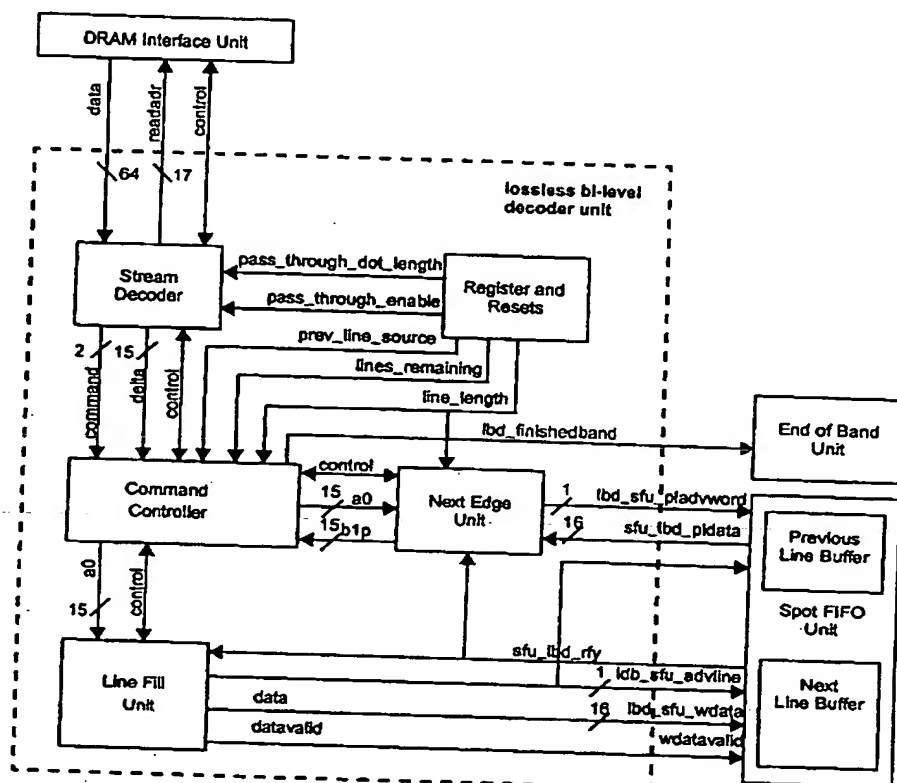 DRAM Interface Unit
data
readadr
control
64
17
lossless bi-level
decoder unit
Stream
Decoder
pass_through_dot_length
pass_through_enable
Register and
Resets
prev_line_source
lines_remaining
line_length
2
15
command
delta
control
lbd_finishedband
End of Band
Unit
Command
Controller
control
15
a0
15
b1p
Next Edge
Unit
1
lbd_sfu_pladvword
16
sfu_lbd_pldata
Previous
Line Buffer
Spot FIFO
Unit
a0
15
control
sfu_lbd_rfy
Line Fill
Unit
1
ldb_sfu_advline
data
16
lbd_sfu_wdata
datavalid
wdatavalid
Next
Line Buffer